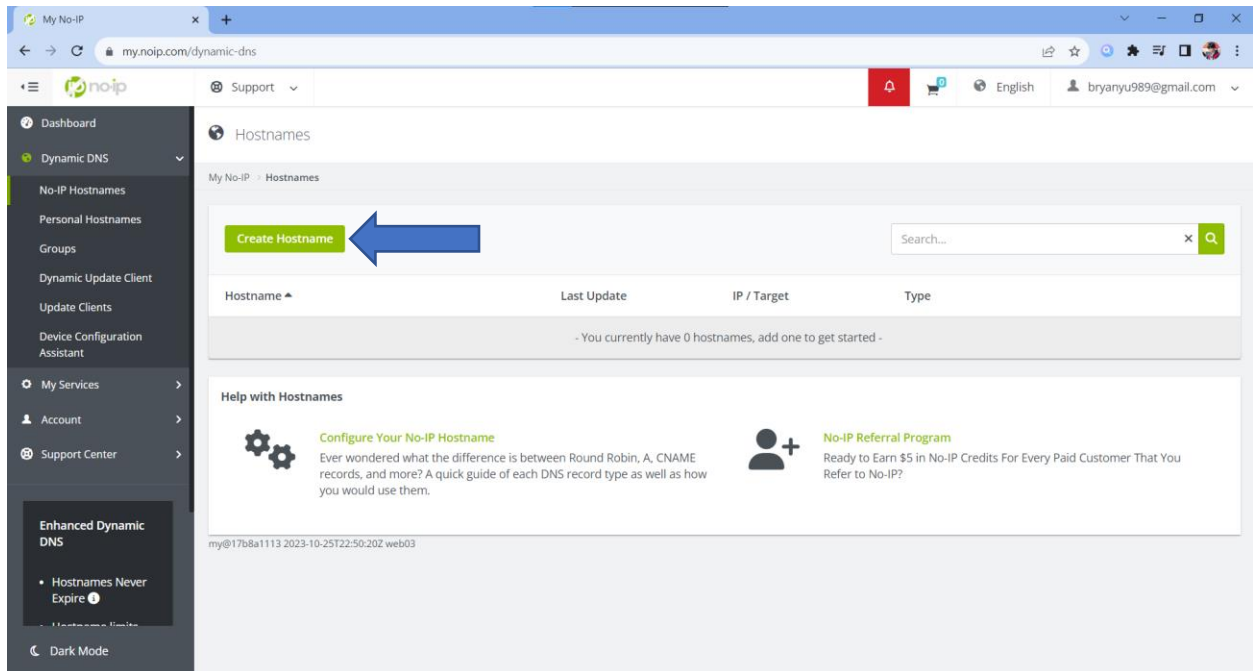 My No-IP
my.noip.com/dynamic-dns
no-ip
Support
0
English
bryanyu989@gmail.com
Dashboard
Dynamic DNS
No-IP Hostnames
Personal Hostnames
Groups
Dynamic Update Client
Update Clients
Device Configuration
Assistant
My Services
Account
Support Center
Enhanced Dynamic
DNS
• Hostnames Never
Expire
Dark Mode
Hostnames
My No-IP > Hostnames
Create Hostname
Search...
Hostname Last Update IP / Target Type
- You currently have 0 hostnames, add one to get started -
Help with Hostnames
Configure Your No-IP Hostname
Ever wondered what the difference is between Round Robin, A, CNAME
records, and more? A quick guide of each DNS record type as well as how
you would use them.
No-IP Referral Program
Ready to Earn $5 in No-IP Credits For Every Paid Customer That You
Refer to No-IP?
my@17b8a1113 2023-10-25T22:50:20Z web03